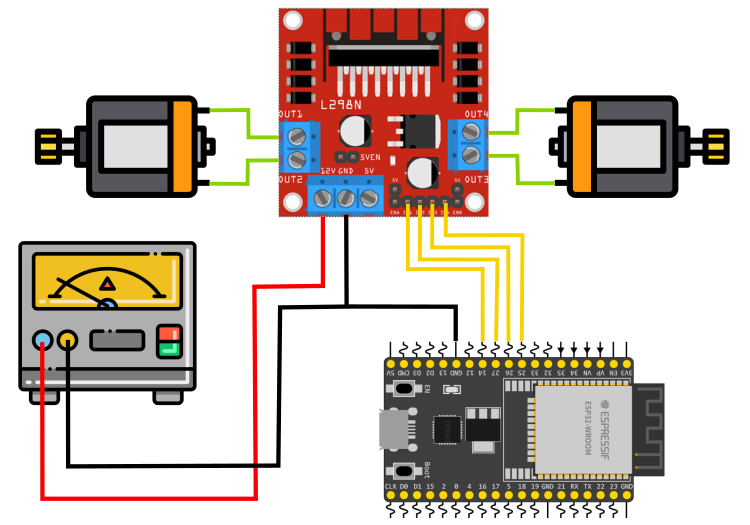 L298N
OUT1
OUT4
5VEN
OUT2
OUT3
12V GND 5V
5V
5V
ENA IN1 IN2 IN3 IN4 ENB
5V CMD D3 D2 13 GND 12 14 27 26 25 33 32 35 34 VN VP EN 3V3
EN
ESPRESSIF
ESP32-WROOM
Boot
CLK D0 D1 15 2 0 4 16 17 5 18 19 GND 21 RX TX 22 23 GND